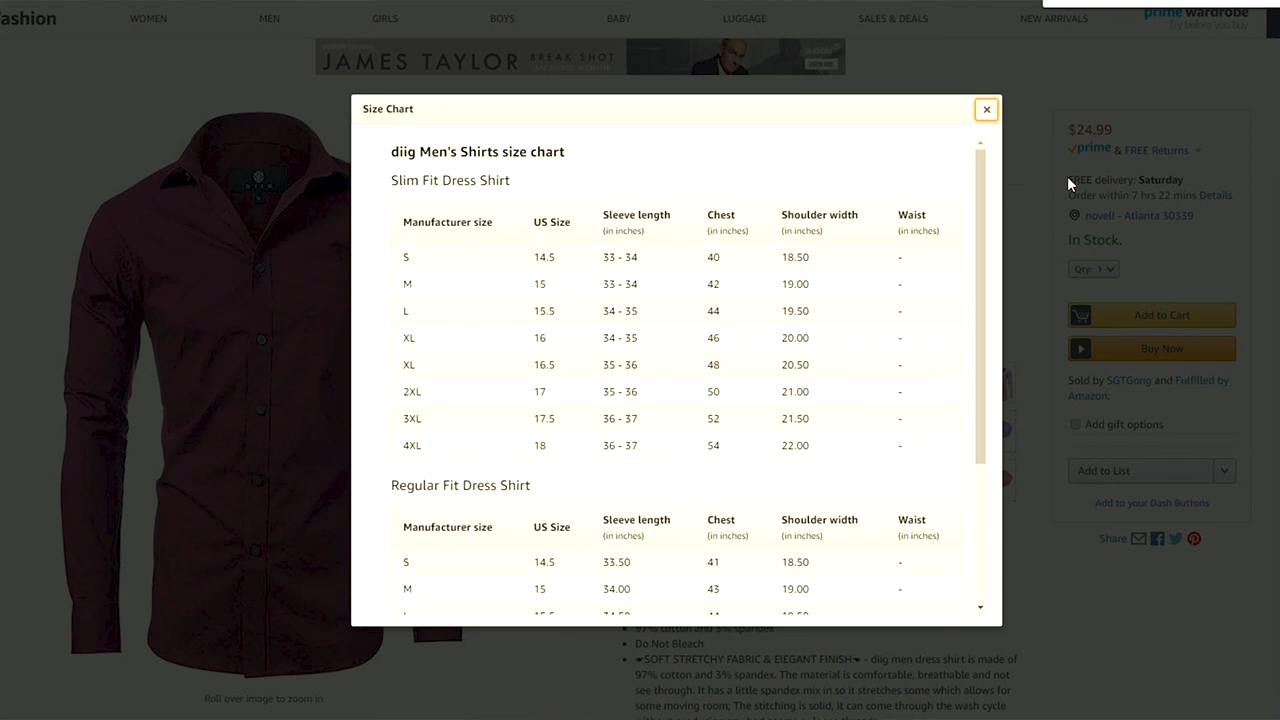 ashion
WOMEN MEN GIRLS BOYS BABY LUGGAGE SALES & DEALS NEW ARRIVALS
prime wardrobe
Try before you buy
JAMES TAYLOR BREAK SHOT
audible
Size Chart
×
diig Men's Shirts size chart
Slim Fit Dress Shirt
Manufacturer size US Size Sleeve length (in inches) Chest (in inches) Shoulder width (in inches) Waist (in inches)
S 14.5 33 - 34 40 18.50 -
M 15 33 - 34 42 19.00 -
L 15.5 34 - 35 44 19.50 -
XL 16 34 - 35 46 20.00 -
XL 16.5 35 - 36 48 20.50 -
2XL 17 35 - 36 50 21.00 -
3XL 17.5 36 - 37 52 21.50 -
4XL 18 36 - 37 54 22.00 -
Regular Fit Dress Shirt
Manufacturer size US Size Sleeve length (in inches) Chest (in inches) Shoulder width (in inches) Waist (in inches)
S 14.5 33.50 41 18.50 -
M 15 34.00 43 19.00 -
$24.99
prime & FREE Returns
FREE delivery: Saturday
Order within 7 hrs 22 mins Details
novell - Atlanta 30339
In Stock.
Qty: 1
Add to Cart
Buy Now
Sold by SGTGong and Fulfilled by
Amazon.
Add gift options
Add to List
Add to your Dash Buttons
Share
Roll over image to zoom in
97% cotton and 3% spandex
Do Not Bleach
SOFT STRETCHY FABRIC & ElEGANT FINISH - diig men dress shirt is made of
97% cotton and 3% spandex. The material is comfortable, breathable and not
see through. It has a little spandex mix in so it stretches some which allows for
some moving room; The stitching is solid, it can come through the wash cycle